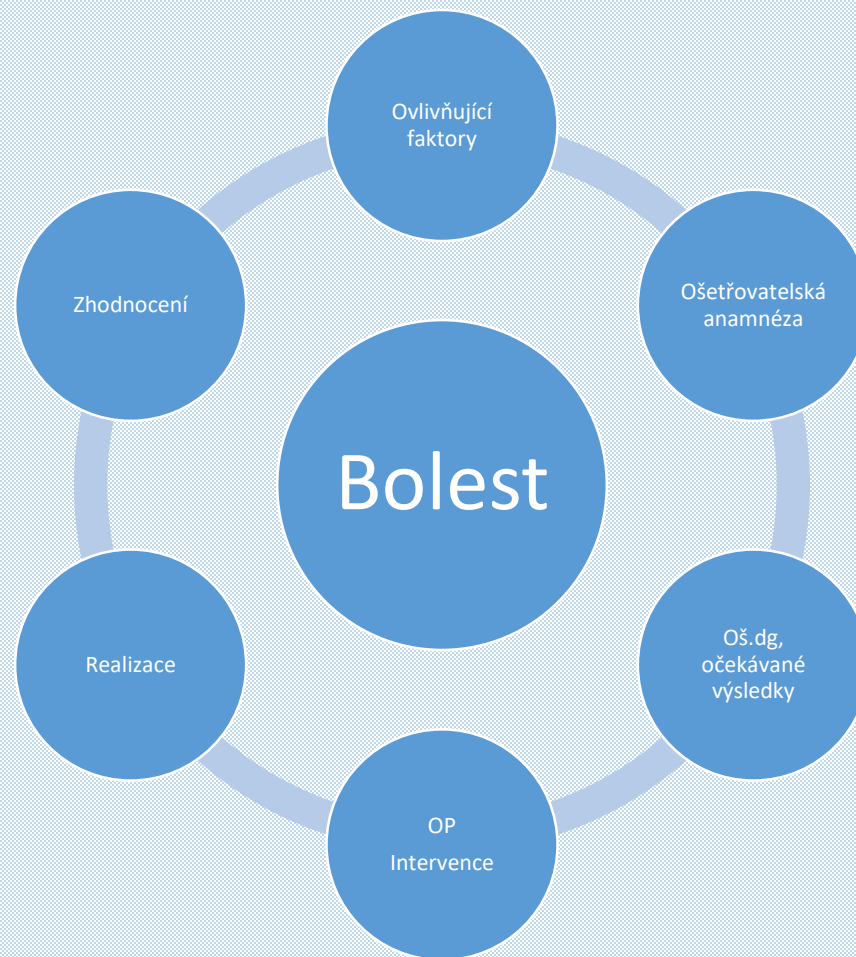 Ovlivňující
faktory
Ošetřovatelská
anamnéza
Oš.dg,
očekávané
výsledky
OP
Intervence
Realizace
Zhodnocení
Bolest